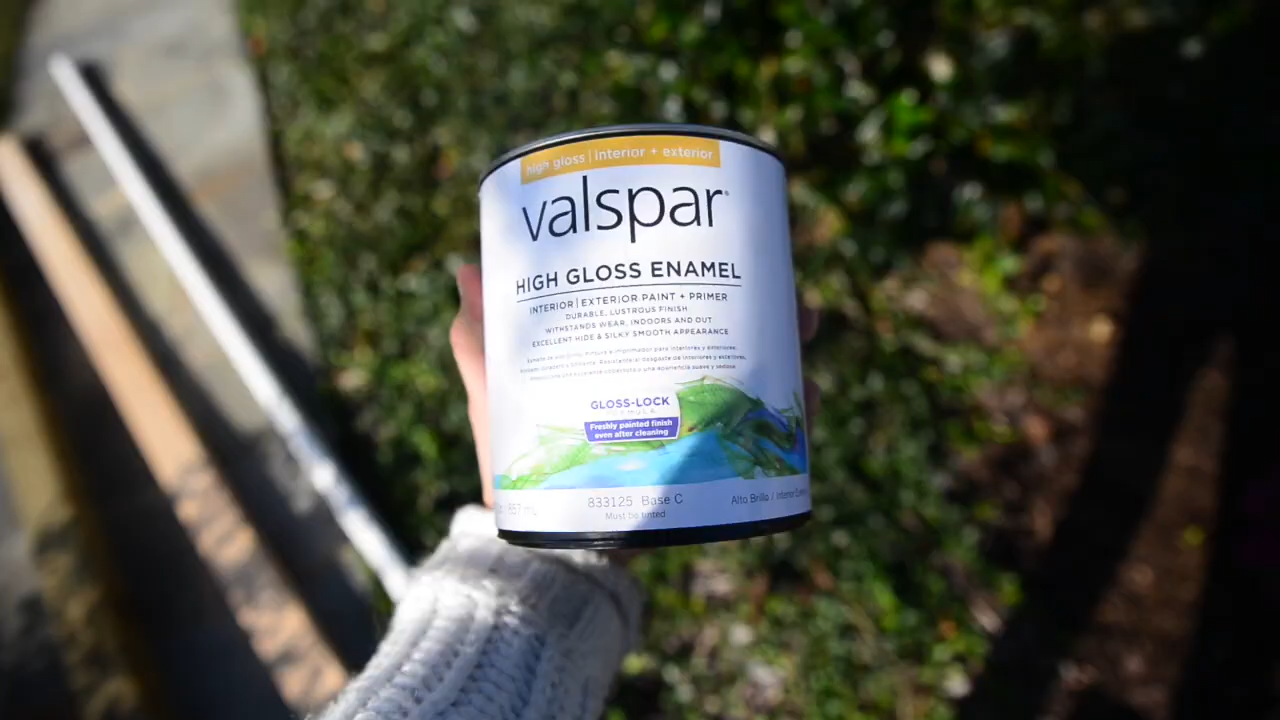 high gloss | interior + exterior
valspar®
HIGH GLOSS ENAMEL
INTERIOR | EXTERIOR PAINT + PRIMER
DURABLE, LUSTROUS FINISH
WITHSTANDS WEAR, INDOORS AND OUT
EXCELLENT HIDE & SILKY SMOOTH APPEARANCE
GLOSS-LOCK
FORMULA
Freshly painted finish
even after cleaning
833125 Base C
Alto Brillo / Interior
Must be tinted